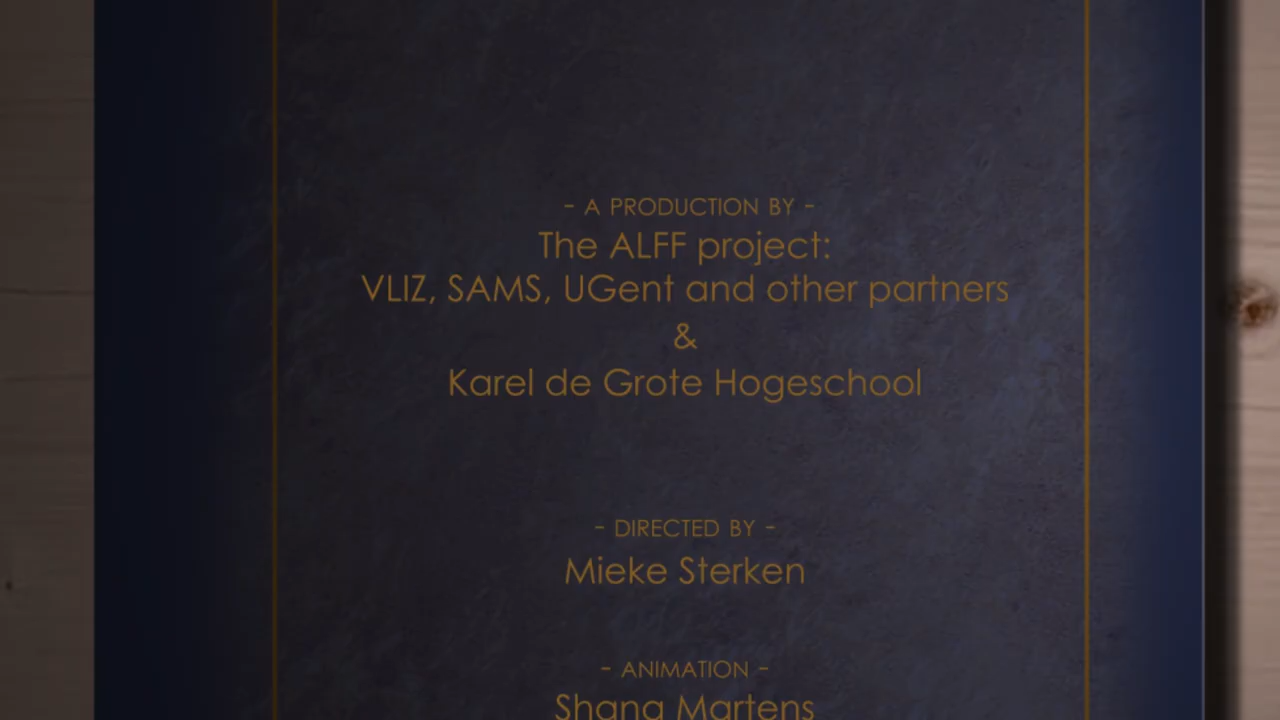 - A PRODUCTION BY -
The ALFF project:
VLIZ, SAMS, UGent and other partners
&
Karel de Grote Hogeschool
- DIRECTED BY -
Mieke Sterken
- ANIMATION -
Shana Martens